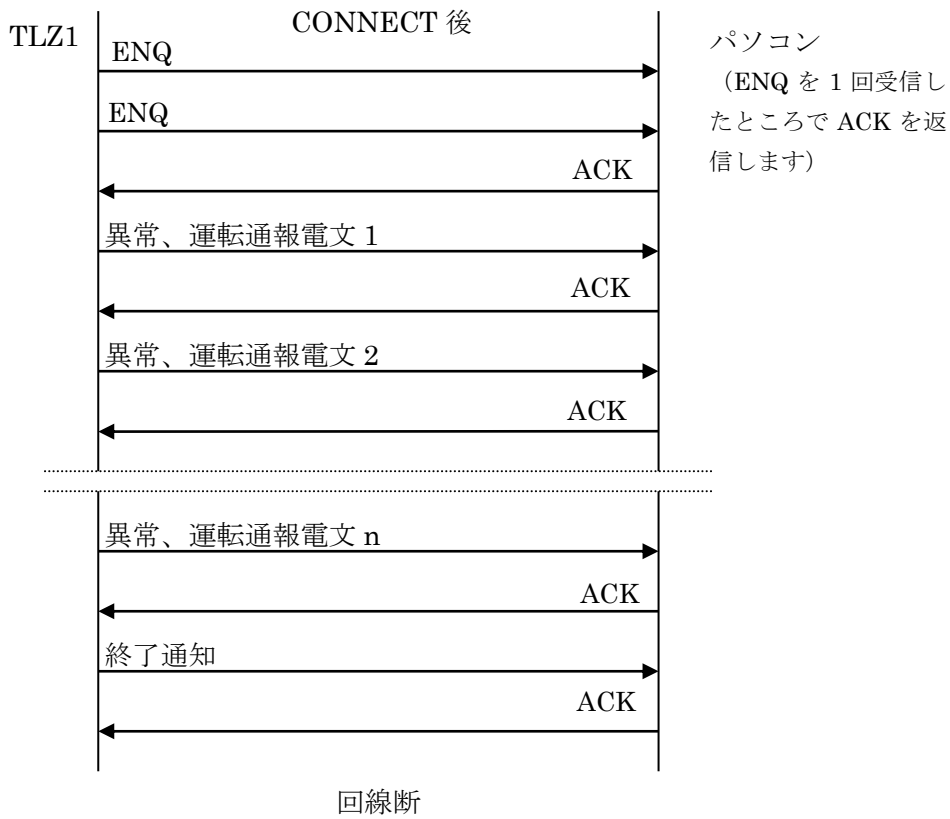 CONNECT 後
TLZ1
パソコン
（ENQ を 1 回受信し
たところで ACK を返
信します）
ENQ
ENQ
ACK
異常、運転通報電文 1
ACK
異常、運転通報電文 2
ACK
異常、運転通報電文 n
ACK
終了通知
ACK
回線断